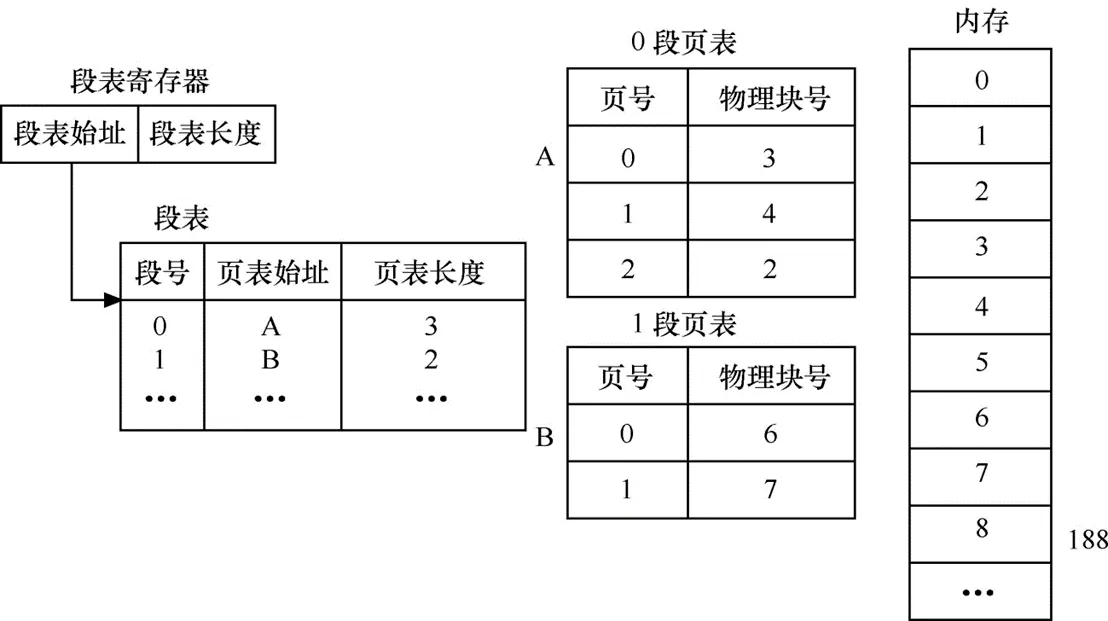 段表寄存器
段表始址 段表长度
段表
段号 页表始址 页表长度
0 A 3
1 B 2
••• ••• •••
0 段页表
页号 物理块号
A
0 3
1 4
2 2
1 段页表
页号 物理块号
B
0 6
1 7
内存
0
1
2
3
4
5
6
7
8
188
•••